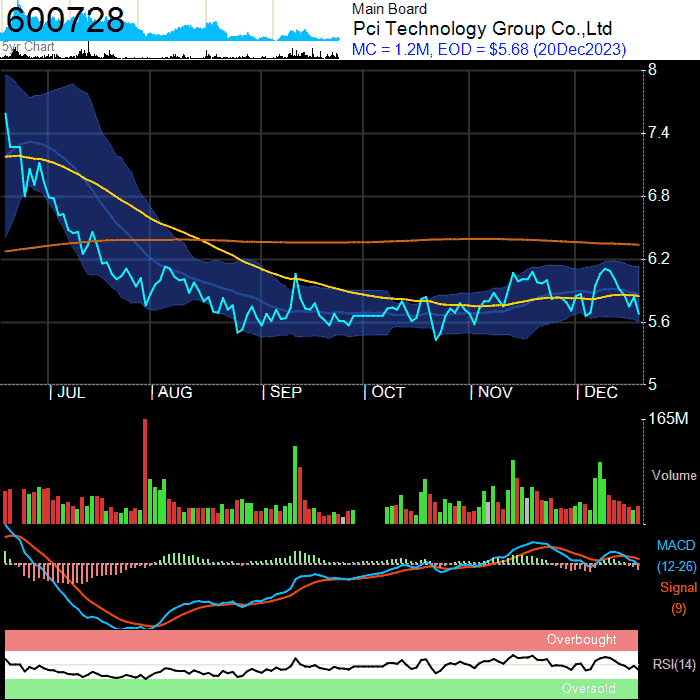 600728
5yr Chart
Main Board
Pci Technology Group Co.,Ltd
MC = 1.2M, EOD = $5.68 (20Dec2023)
8
7.4
6.8
6.2
5.6
5
| JUL | AUG | SEP | OCT | NOV | DEC
165M
Volume
MACD
(12-26)
Signal
(9)
Overbought
RSI(14)
Oversold